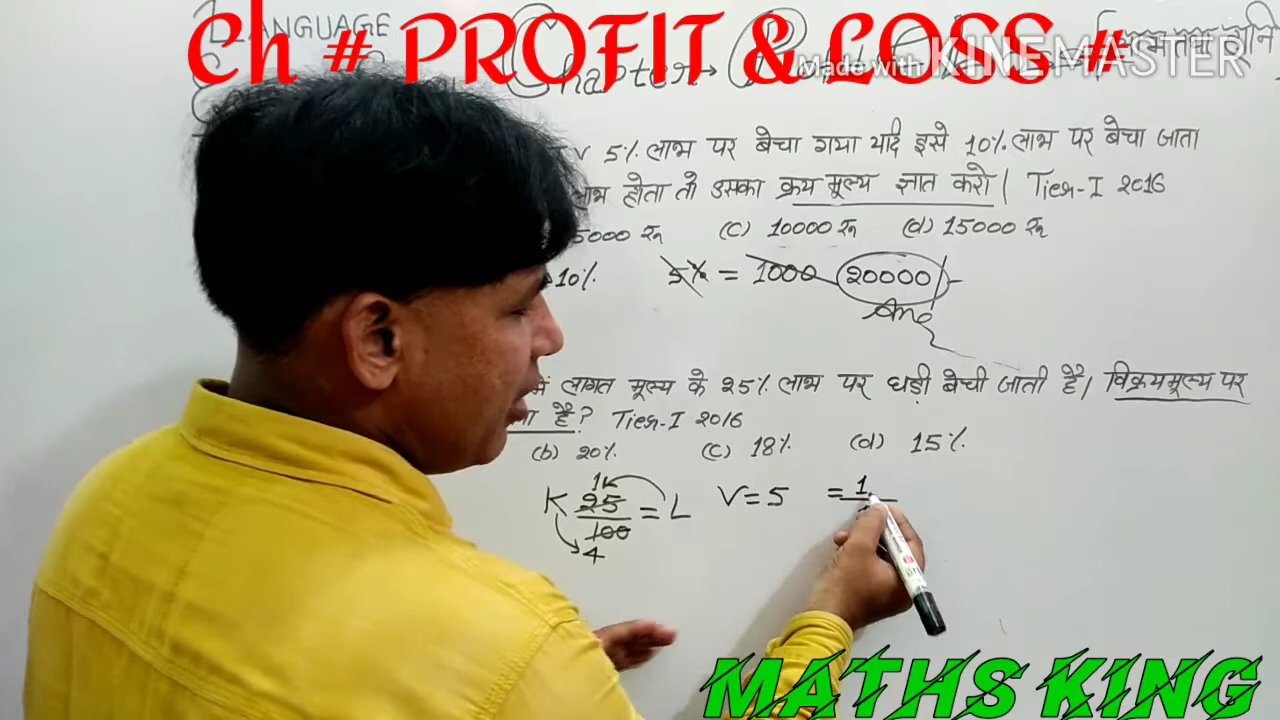 LANGUAGE
Ch # PROFIT & LOSS #
Made with KINEMASTER
Chapter →
5% लाभ पर बेचा गया यदि इसे 10% लाभ पर बेचा जाता
लाभ होता तो उसका क्रय मूल्य ज्ञात करो | Tier-I 2016
5000 रु (c) 10000 रु (d) 15000 रु
10% 5% = 1000 20000
Ans
में लागत मूल्य के 25% लाभ पर घड़ी बेची जाती है| विक्रयमूल्य पर
है? Tier-I 2016
(b) 20% (c) 18% (d) 15%
K 25/100 = L V = 5 = 1
1
4
MATHS KING